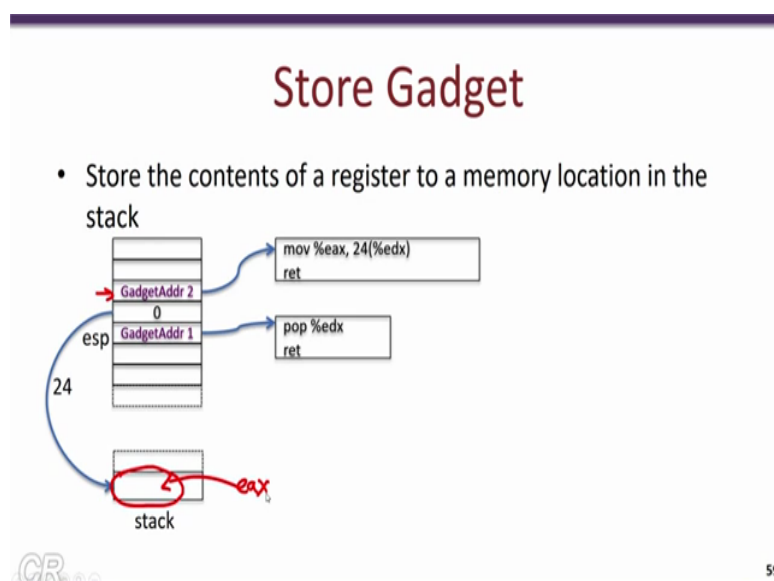 Store Gadget
• Store the contents of a register to a memory location in the
stack
mov %eax, 24(%edx)
ret
GadgetAddr 2
0
esp
GadgetAddr 1
pop %edx
ret
24
eax
stack
CR